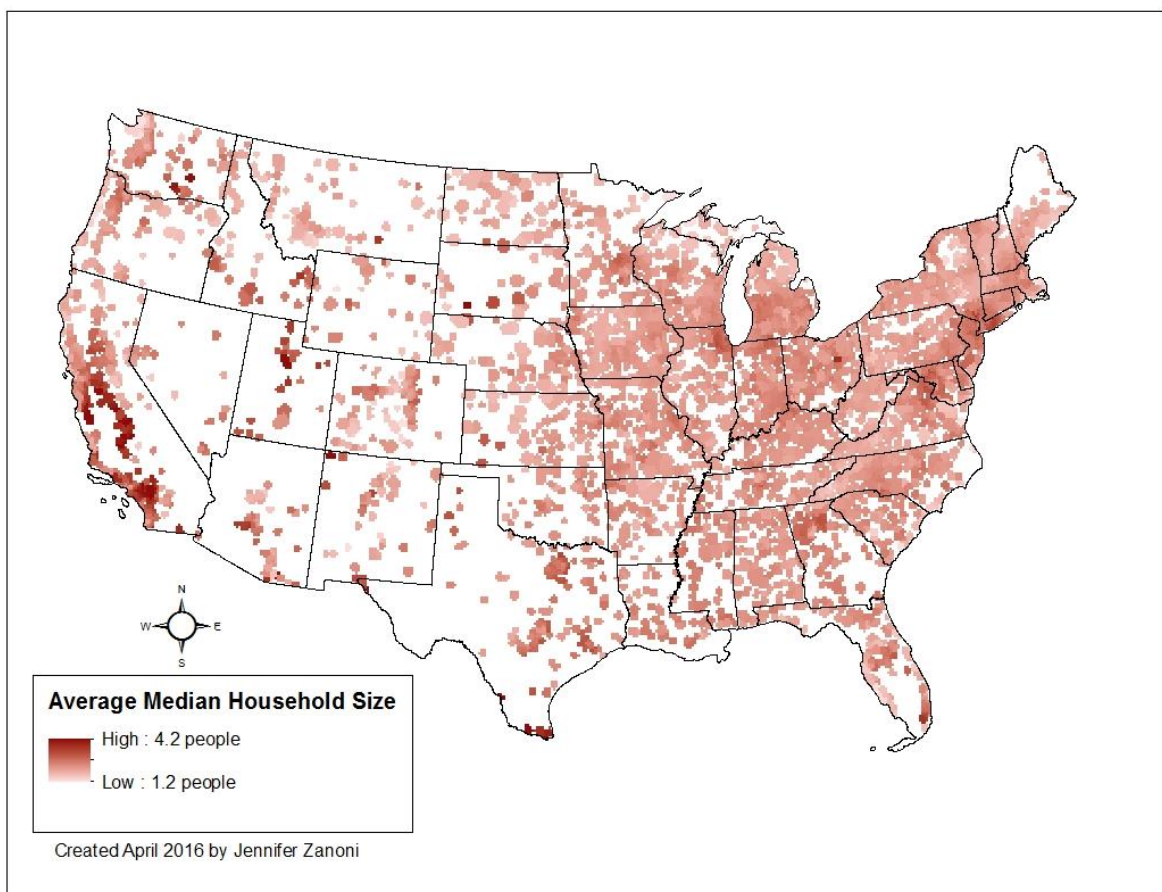 N
W E
S
Average Median Household Size
High : 4.2 people
Low : 1.2 people
Created April 2016 by Jennifer Zanoni